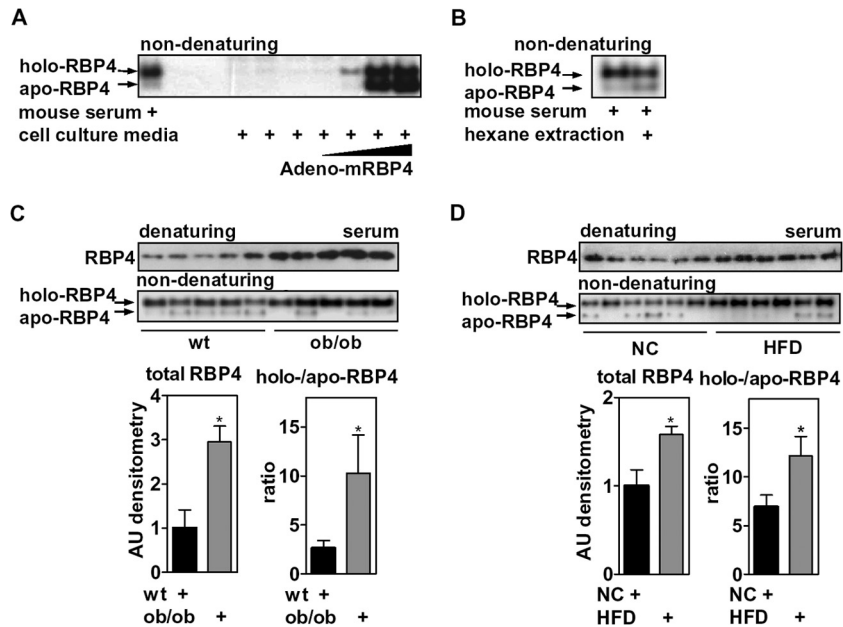 A
non-denaturing
holo-RBP4
apo-RBP4
mouse serum +
cell culture media + + + + + + +
Adeno-mRBP4
B
non-denaturing
holo-RBP4
apo-RBP4
mouse serum + +
hexane extraction +
C
denaturing serum
RBP4
non-denaturing
holo-RBP4
apo-RBP4
wt ob/ob
total RBP4
AU densitometry
4
3
2
1
0
*
wt +
ob/ob +
holo-/apo-RBP4
ratio
15
10
5
0
*
wt +
ob/ob +
D
denaturing serum
RBP4
non-denaturing
holo-RBP4
apo-RBP4
NC HFD
total RBP4
AU densitometry
2
1
0
*
NC +
HFD +
holo-/apo-RBP4
ratio
15
10
5
0
*
NC +
HFD +